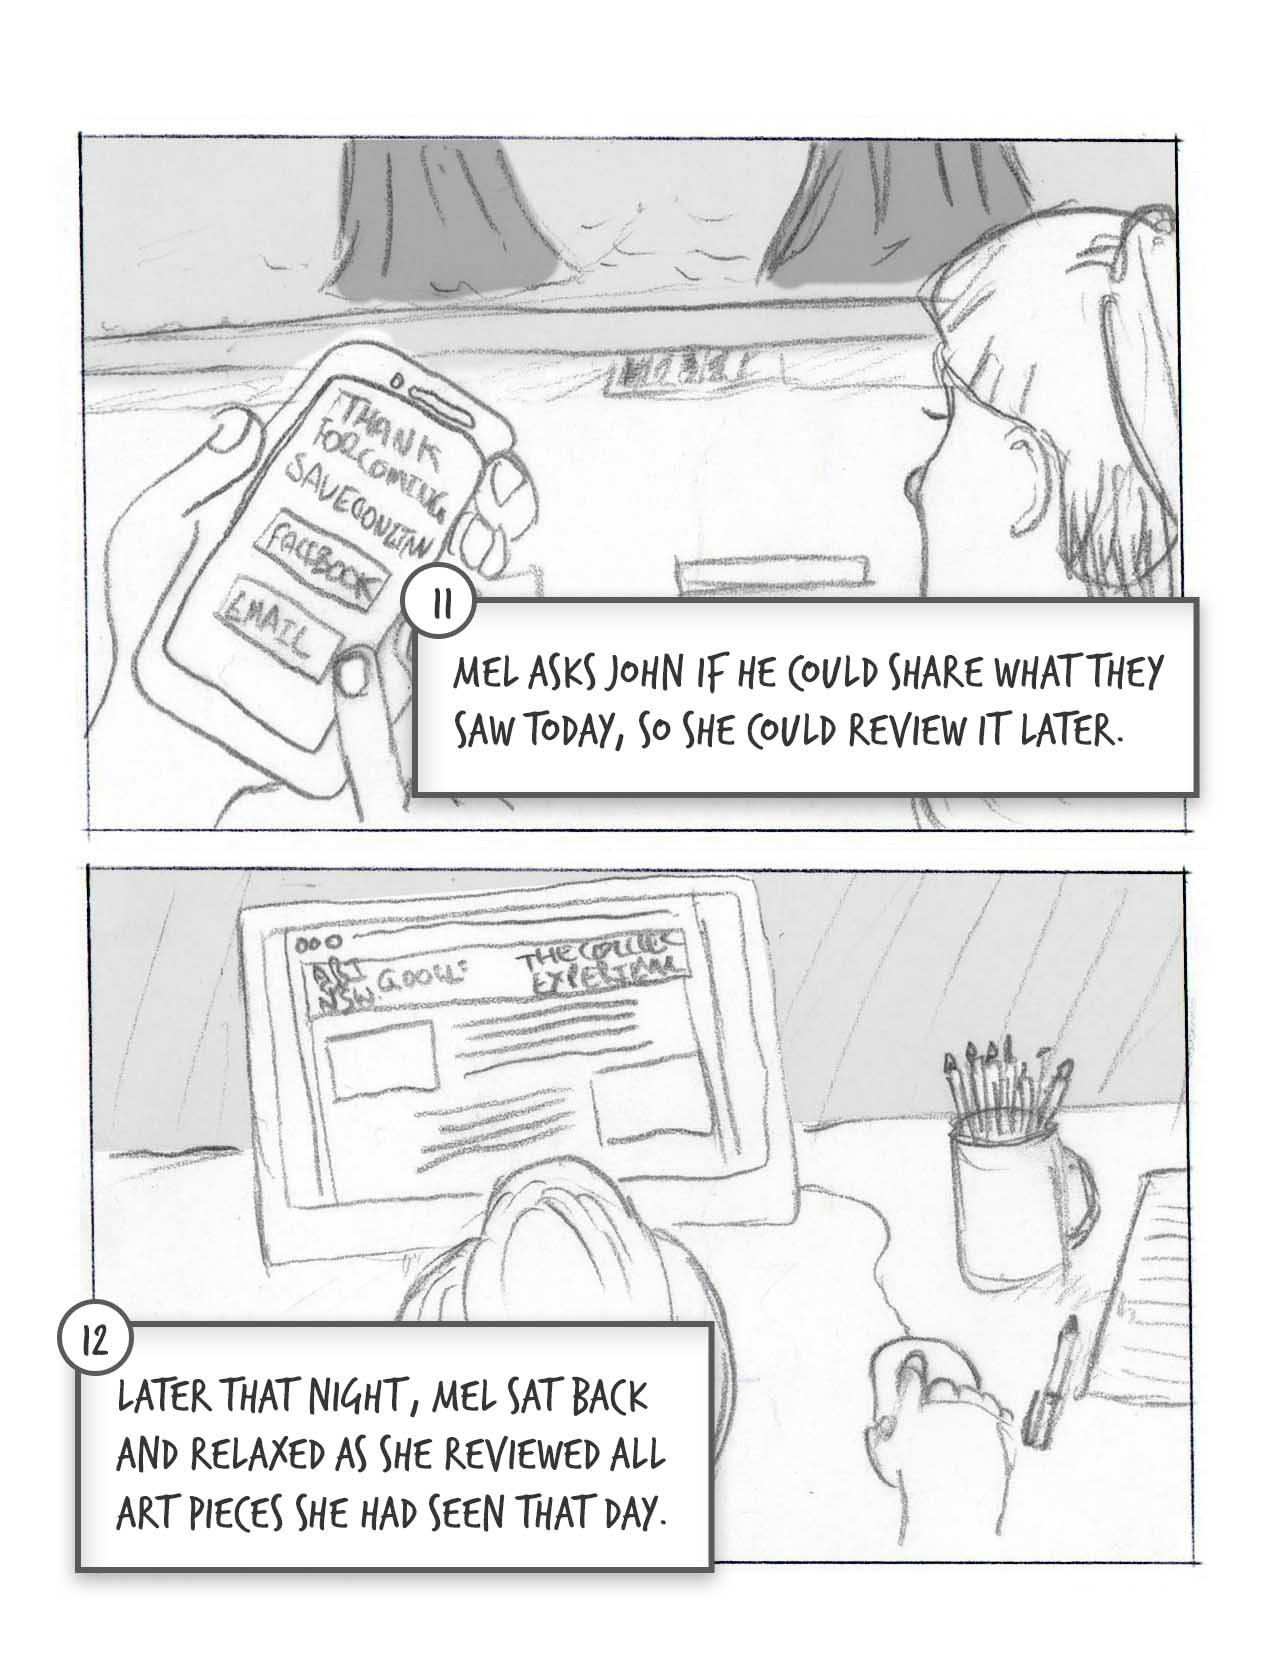 THANK
FOR COMING
FACEBOOK
EMAIL
11
MEL ASKS JOHN IF HE COULD SHARE WHAT THEY
SAW TODAY, SO SHE COULD REVIEW IT LATER.
ART
NSW.
12
LATER THAT NIGHT, MEL SAT BACK
AND RELAXED AS SHE REVIEWED ALL
ART PIECES SHE HAD SEEN THAT DAY.